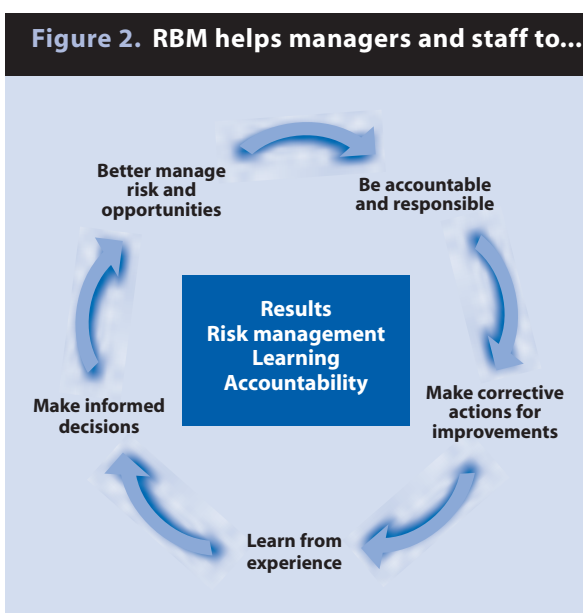 Figure 2. RBM helps managers and staff to...
Better manage
risk and
opportunities
Be accountable
and responsible
Results
Risk management
Learning
Accountability
Make informed
decisions
Make corrective
actions for
improvements
Learn from
experience